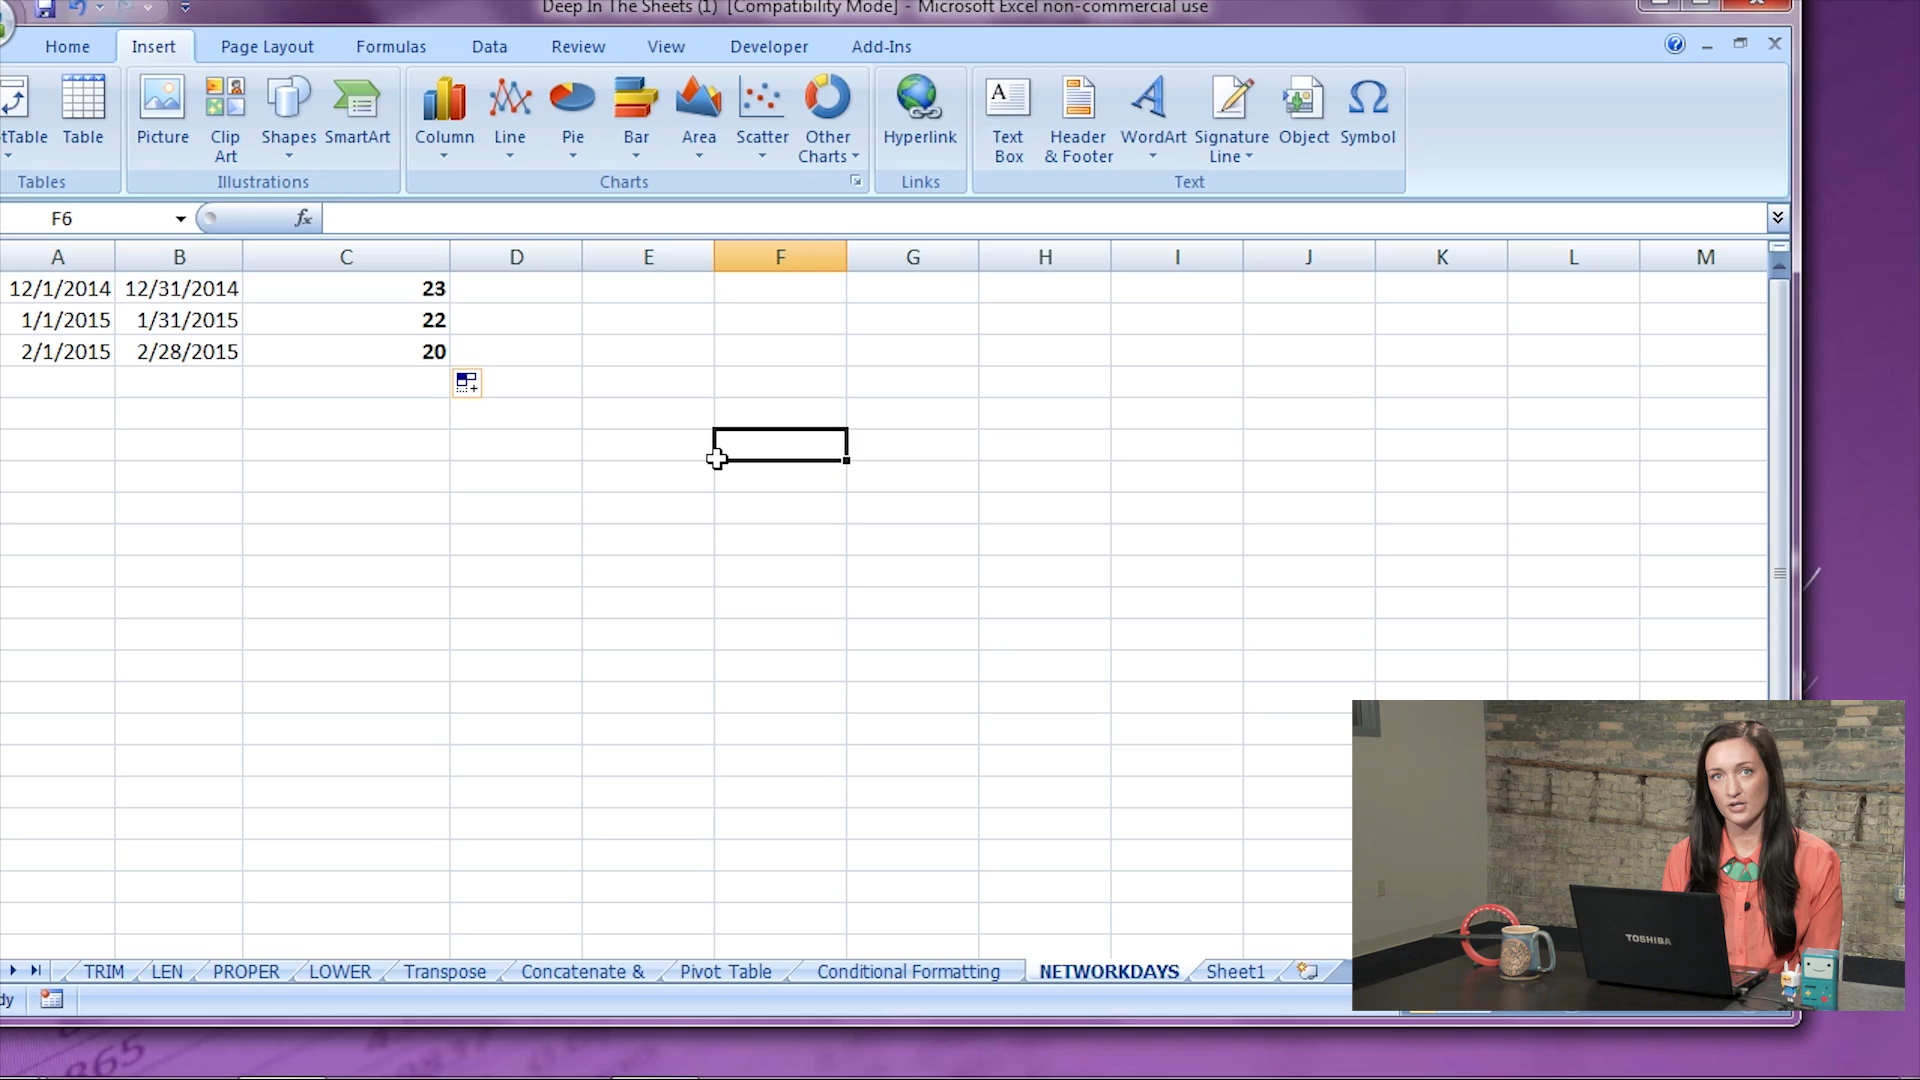 Deep In The Sheets (1) [Compatibility Mode] - Microsoft Excel non-commercial use
Home Insert Page Layout Formulas Data Review View Developer Add-Ins
Table Picture Clip Art Shapes SmartArt Column Line Pie Bar Area Scatter Other Charts Hyperlink Text Box Header & Footer WordArt Signature Line Object Symbol
Tables Illustrations Charts Links Text
F6 fx
A B C D E F G H I J K L M
12/1/2014 12/31/2014 23
1/1/2015 1/31/2015 22
2/1/2015 2/28/2015 20
TRIM LEN PROPER LOWER Transpose Concatenate & Pivot Table Conditional Formatting NETWORKDAYS Sheet1
TOSHIBA
865